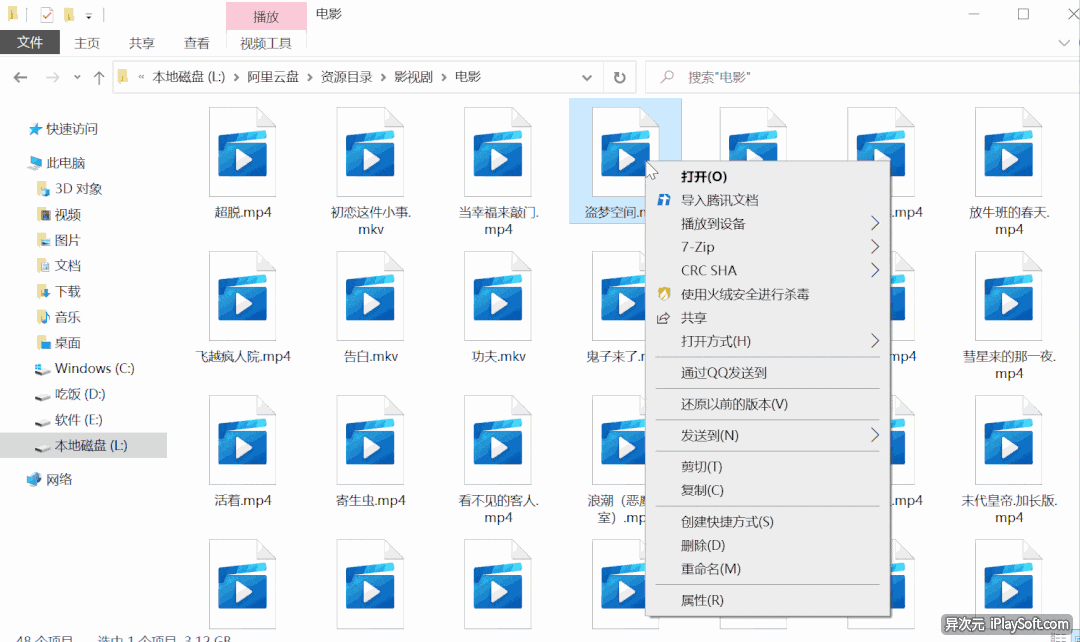 播放
电影
文件
主页
共享
查看
视频工具
« 本地磁盘 (L:) › 阿里云盘 › 资源目录 › 影视剧 › 电影
搜索"电影"
快速访问
此电脑
3D 对象
视频
图片
文档
下载
音乐
桌面
Windows (C:)
吃饭 (D:)
软件 (E:)
本地磁盘 (L:)
网络
超脱.mp4
初恋这件小事.
mkv
当幸福来敲门.
mp4
盗梦空间.m
.mp4
放牛班的春天.
mp4
飞越疯人院.mp4
告白.mkv
功夫.mkv
鬼子来了.m
mp4
彗星来的那一夜.
mp4
活着.mp4
寄生虫.mp4
看不见的客人.
mp4
浪潮（恶魔
室）.mp
.mp4
末代皇帝.加长版.
mp4
打开(O)
导入腾讯文档
播放到设备
7-Zip
CRC SHA
使用火绒安全进行杀毒
共享
打开方式(H)
通过QQ发送到
还原以前的版本(V)
发送到(N)
剪切(T)
复制(C)
创建快捷方式(S)
删除(D)
重命名(M)
属性(R)
48 个项目
选中 1 个项目 3.12 GB
异次元 iPlaySoft.com